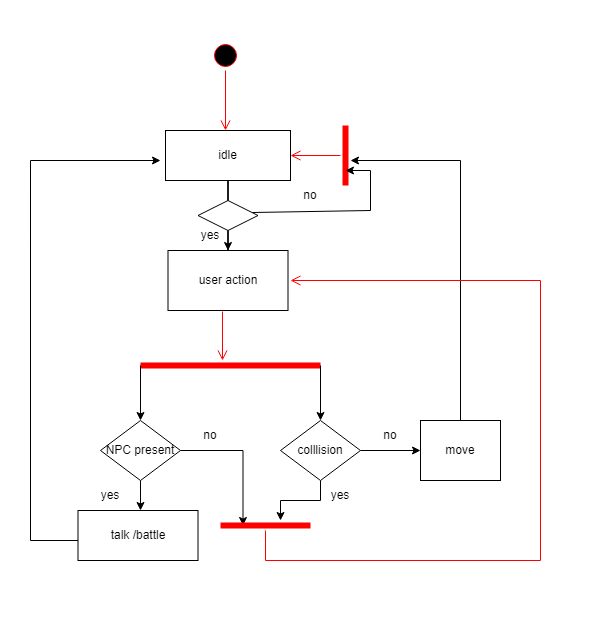 idle
no
yes
user action
NPC present
no
colllision
no
move
yes
yes
talk /battle